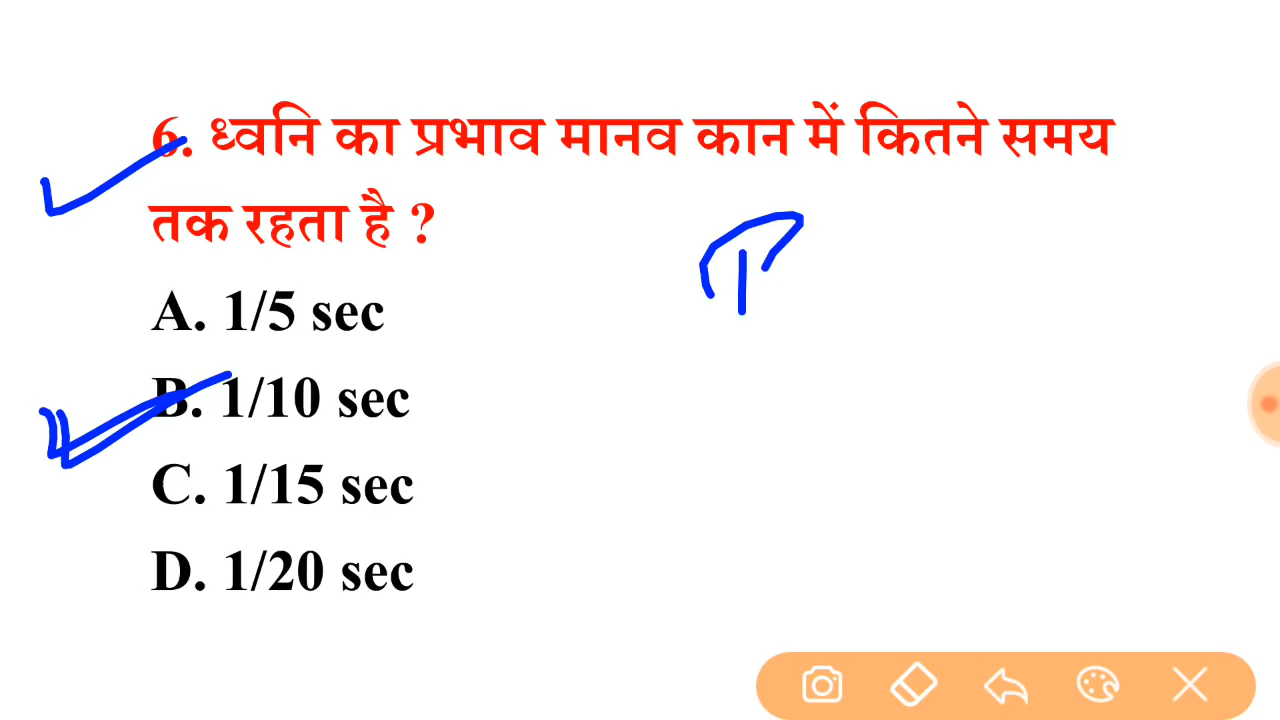 6. ध्वनि का प्रभाव मानव कान में कितने समय
तक रहता है ?
A. 1/5 sec
B. 1/10 sec
C. 1/15 sec
D. 1/20 sec